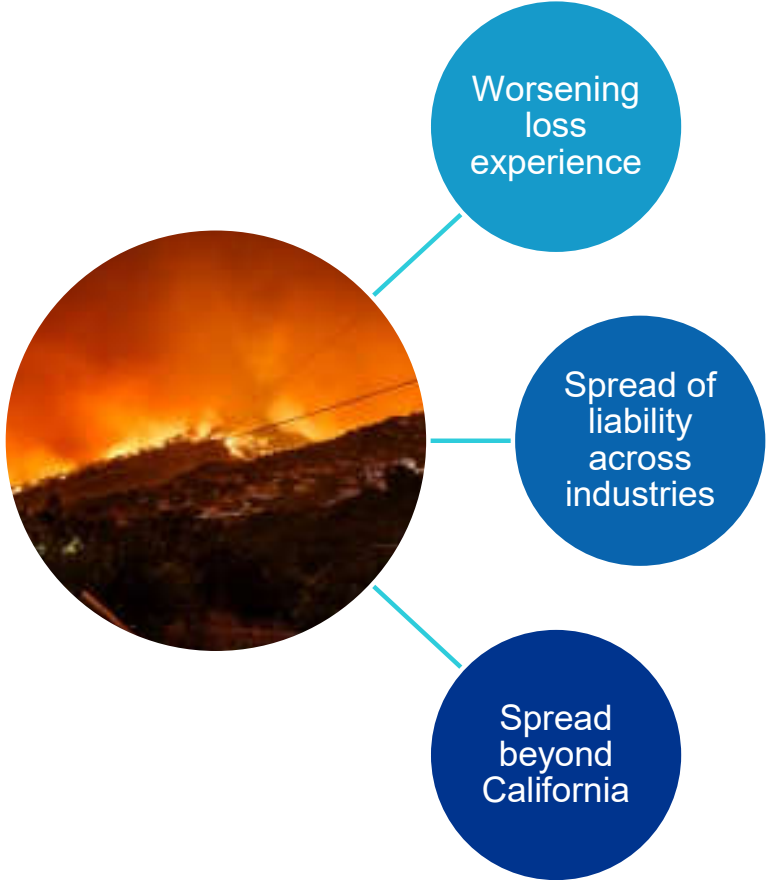 Worsening
loss
experience
Spread of
liability
across
industries
Spread
beyond
California